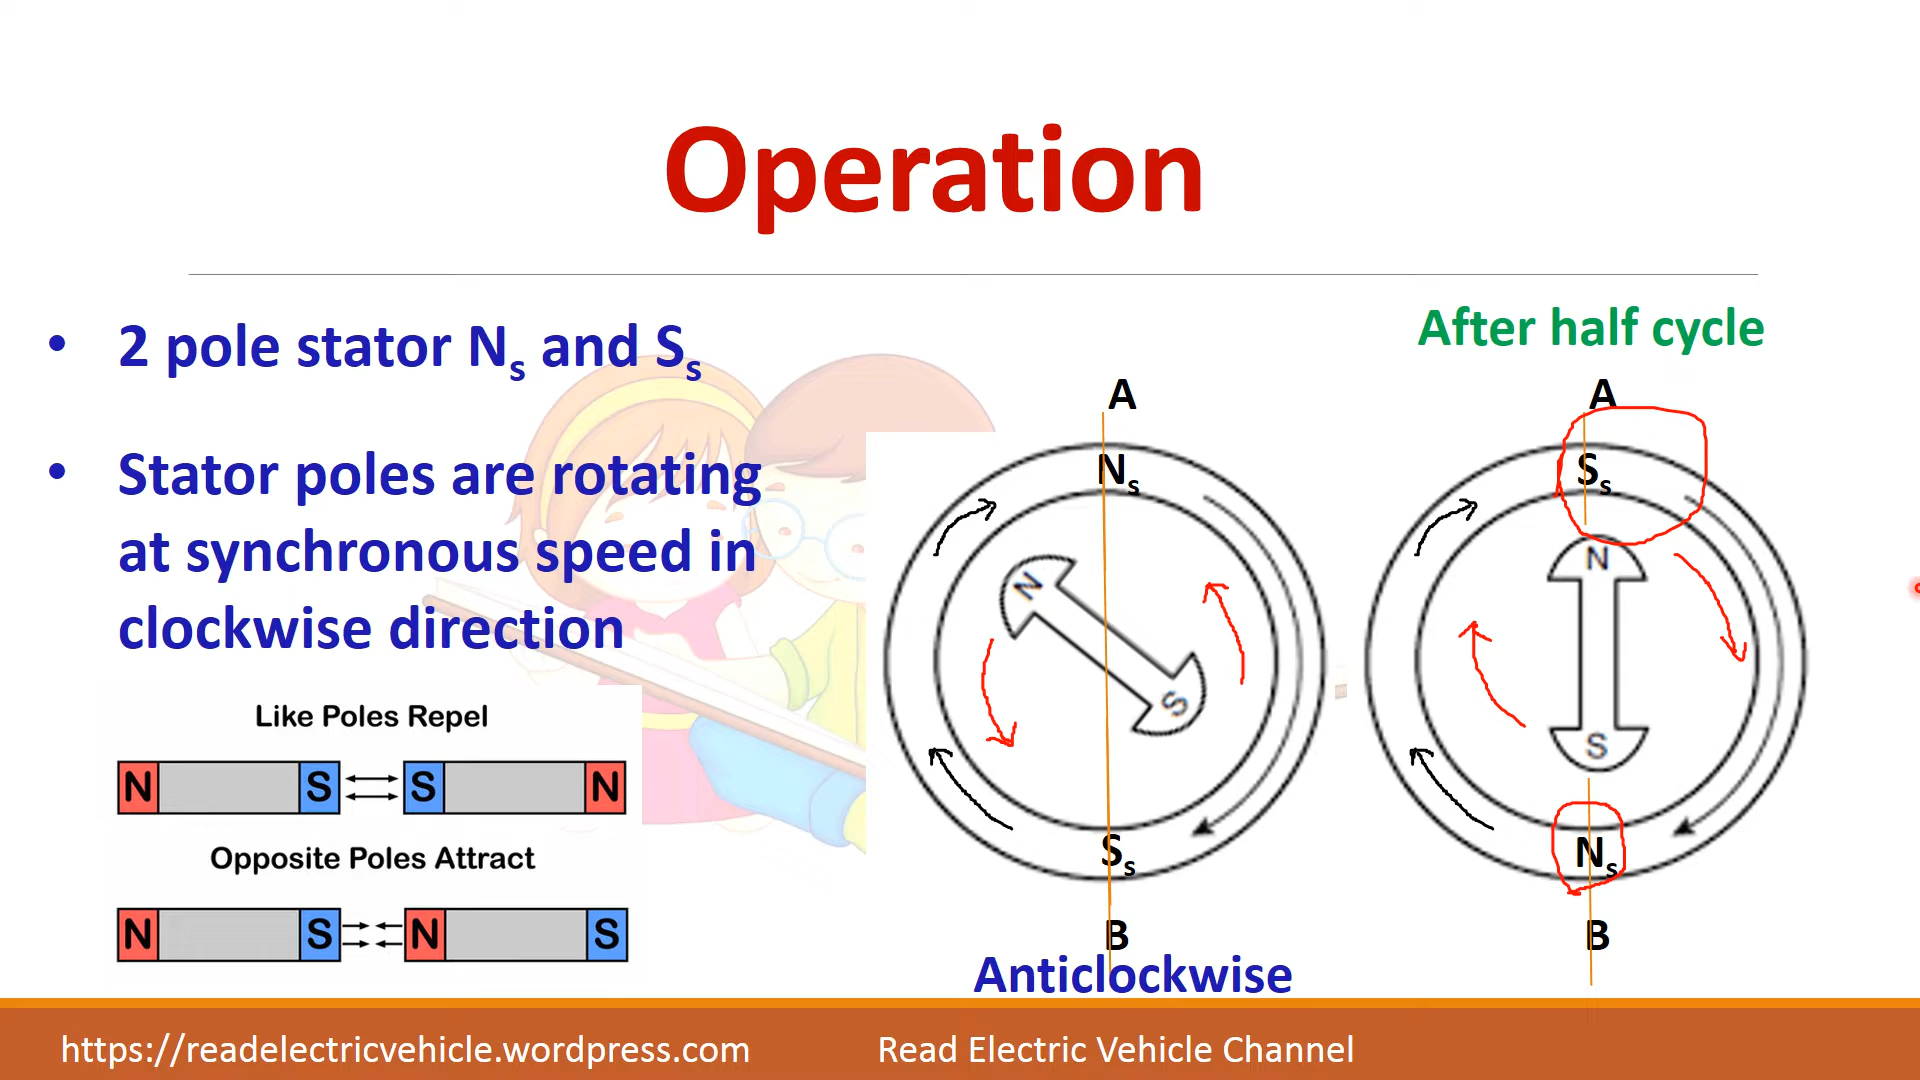 Operation
• 2 pole stator Ns and Ss
• Stator poles are rotating
at synchronous speed in
clockwise direction
Like Poles Repel
N S S N
Opposite Poles Attract
N S N S
A
Ns
N
S
Ss
B
Anticlockwise
After half cycle
A
Ss
N
S
Ns
B
https://readelectricvehicle.wordpress.com
Read Electric Vehicle Channel